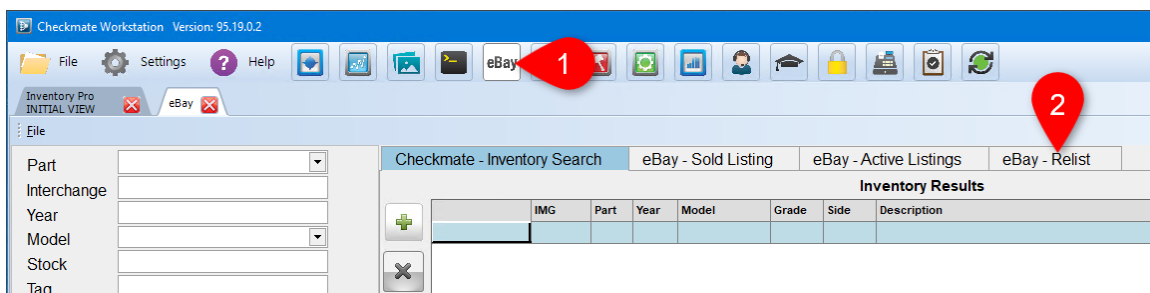 Checkmate Workstation Version: 95.19.0.2
File Settings Help eBay 1
Inventory Pro
INITIAL VIEW
eBay
2
File
Part
Interchange
Year
Model
Stock
Tag
Checkmate - Inventory Search eBay - Sold Listing eBay - Active Listings eBay - Relist
Inventory Results
IMG Part Year Model Grade Side Description